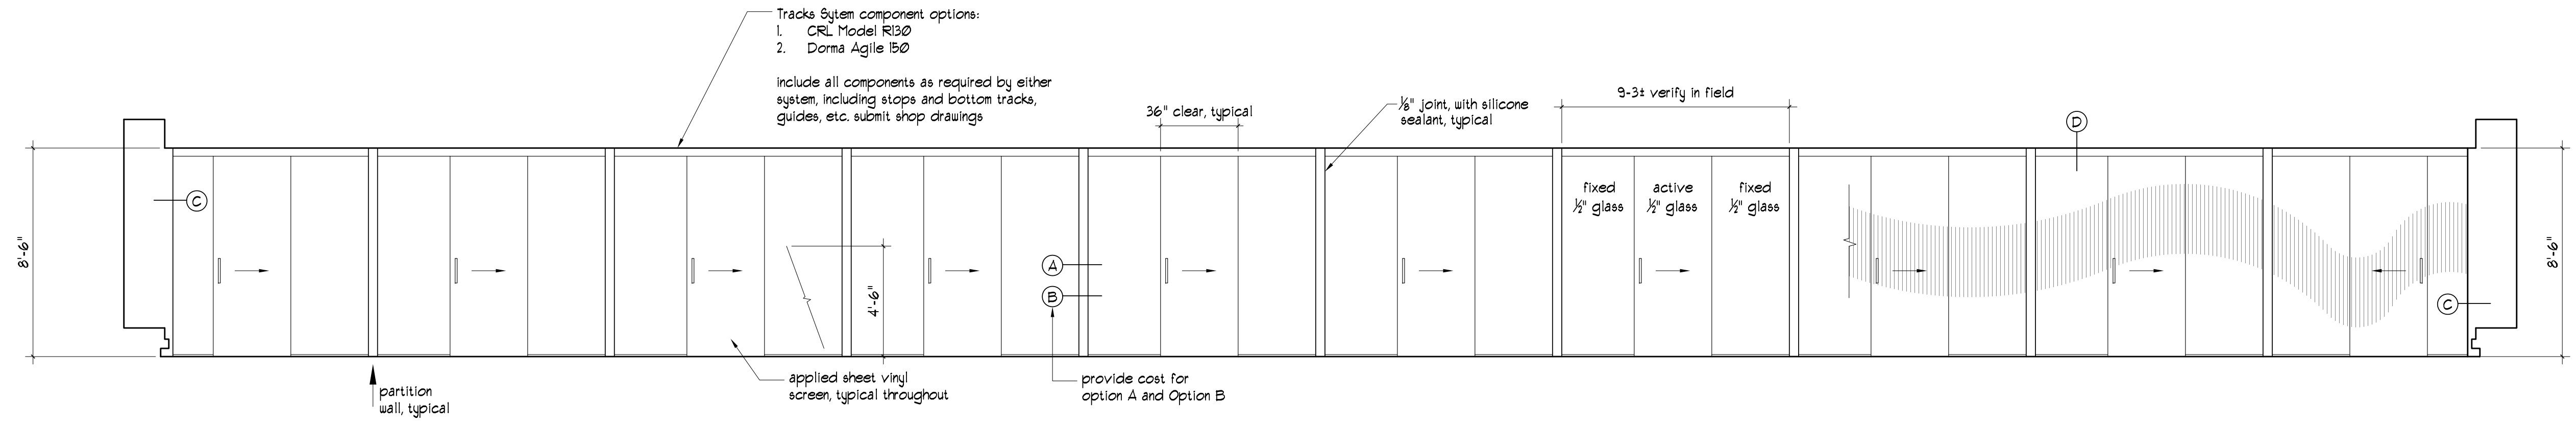 Tracks Sytem component options:
1. CRL Model R130
2. Dorma Agile 150
include all components as required by either
system, including stops and bottom tracks,
guides, etc. submit shop drawings
36" clear, typical
⅛" joint, with silicone
sealant, typical
9-3± verify in field
D
C
8'-6"
fixed
½" glass
active
½" glass
fixed
½" glass
A
B
4'-6"
C
8'-6"
partition
wall, typical
applied sheet vinyl
screen, typical throughout
provide cost for
option A and Option B